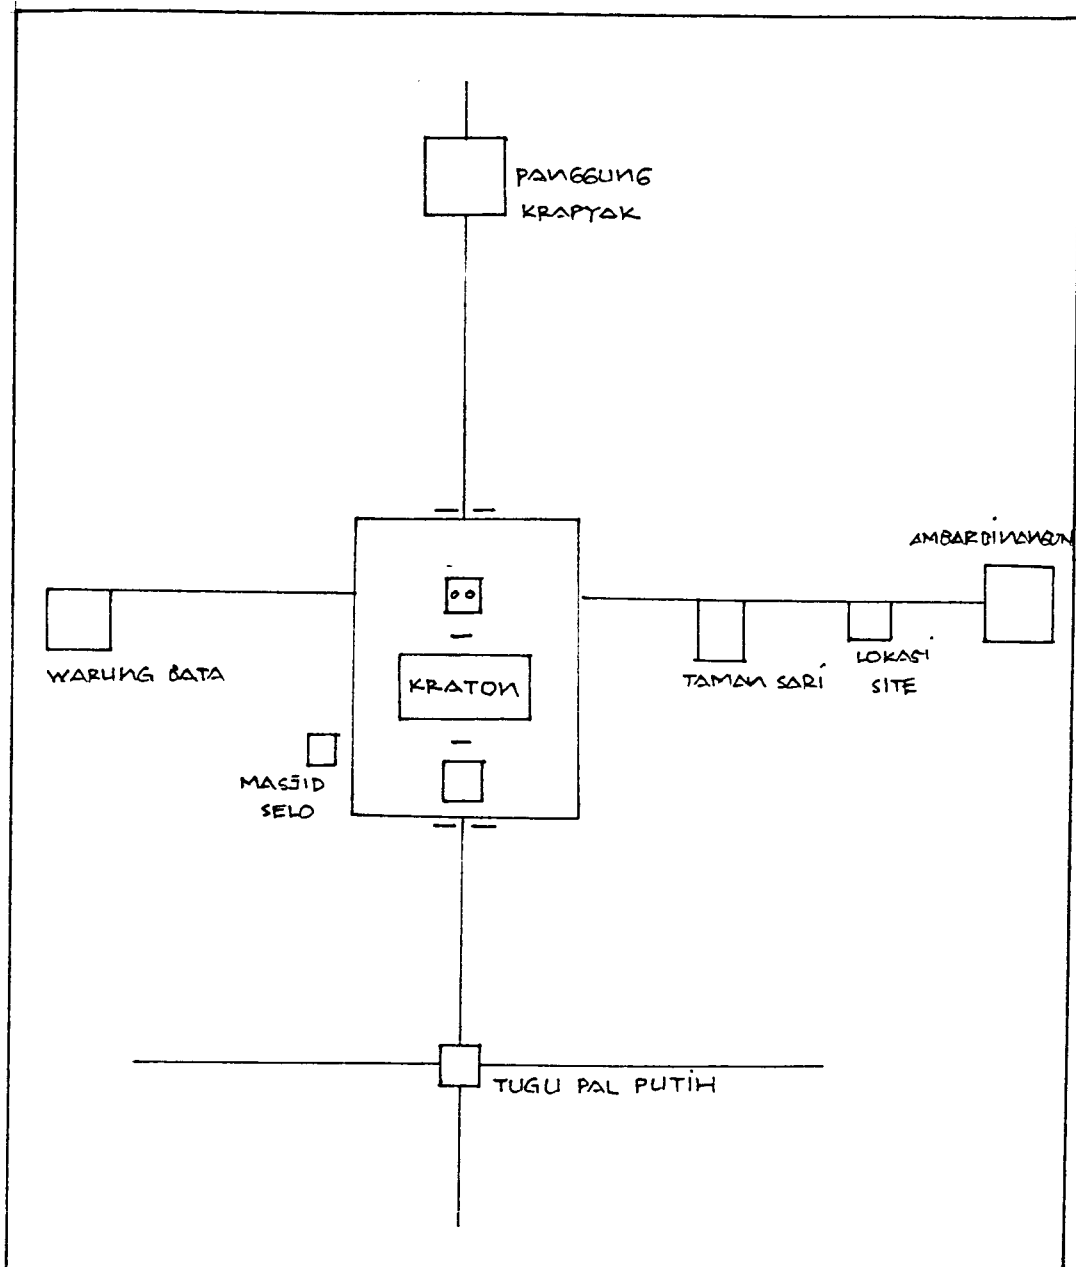 PANGGUNG
KRAPYAK
AMBARBINANGUN
WARUNG BATA
KRATON
TAMAN SARI
LOKASI
SITE
MASJID
SELO
TUGU PAL PUTIH